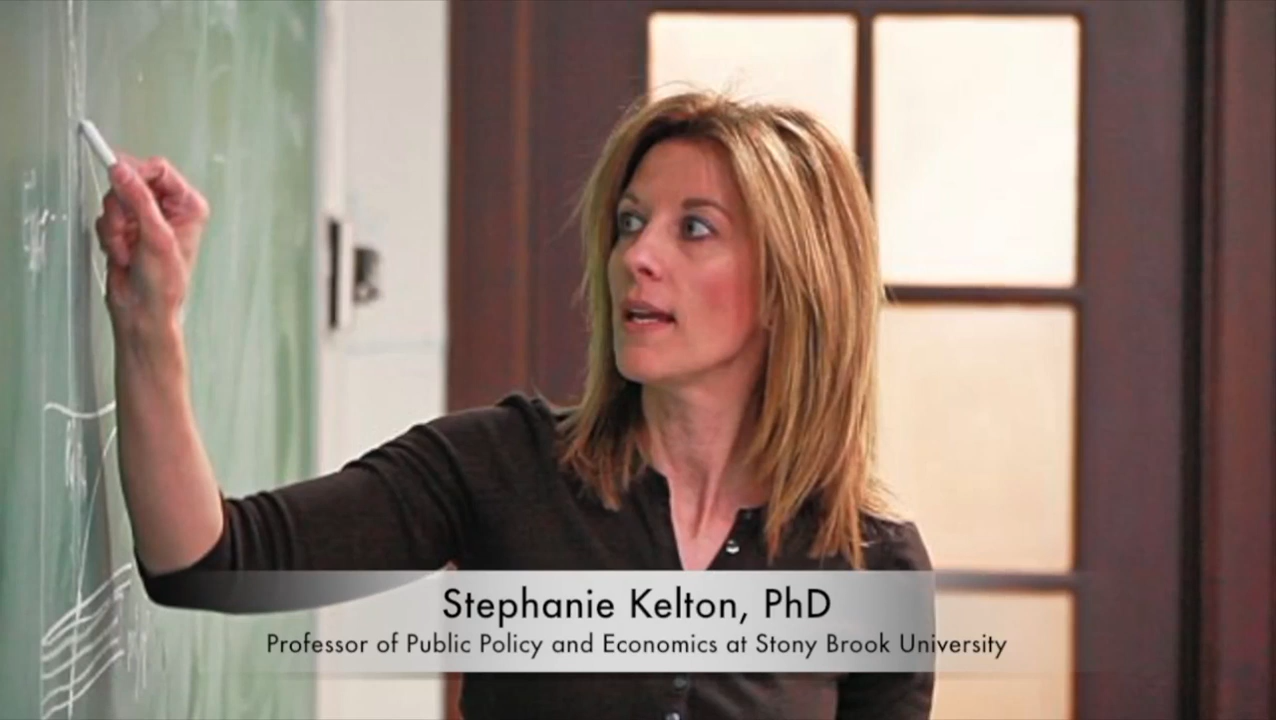 Stephanie Kelton, PhD
Professor of Public Policy and Economics at Stony Brook University